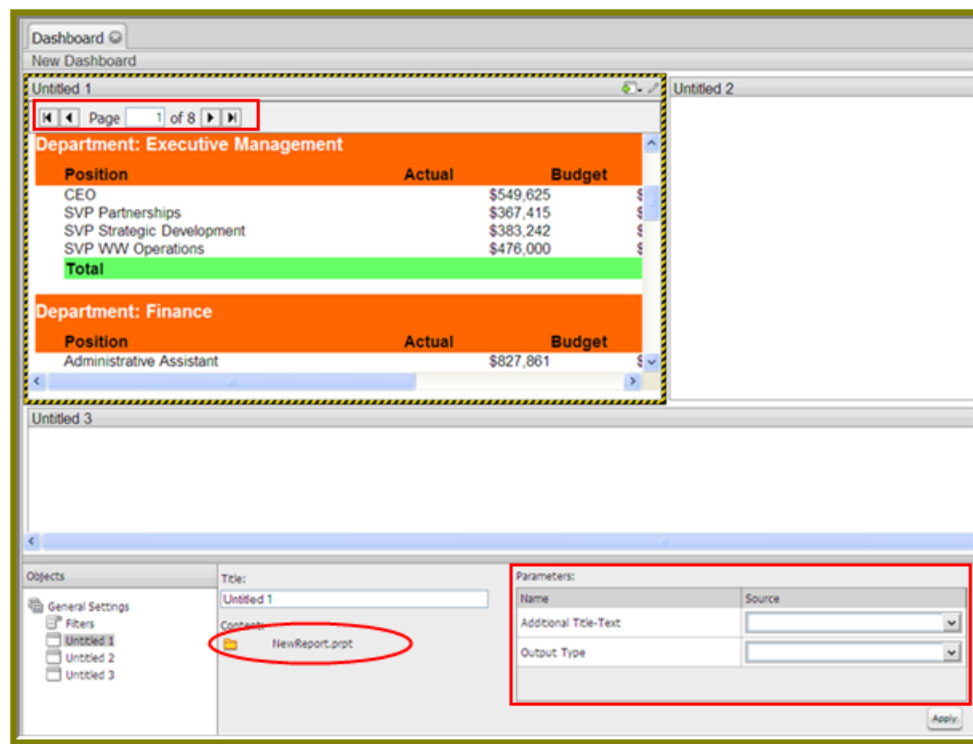 Dashboard
New Dashboard
Untitled 1
Untitled 2
Page 1 of 8
Department: Executive Management
Position Actual Budget
CEO $549,625 $
SVP Partnerships $367,415 $
SVP Strategic Development $383,242 $
SVP WW Operations $476,000 $
Total
Department: Finance
Position Actual Budget
Administrative Assistant $827,861 $
Untitled 3
Objects
General Settings
Filters
Untitled 1
Untitled 2
Untitled 3
Title:
Untitled 1
Content:
NewReport.prpt
Parameters:
Name Source
Additional Title-Text
Output Type
Apply